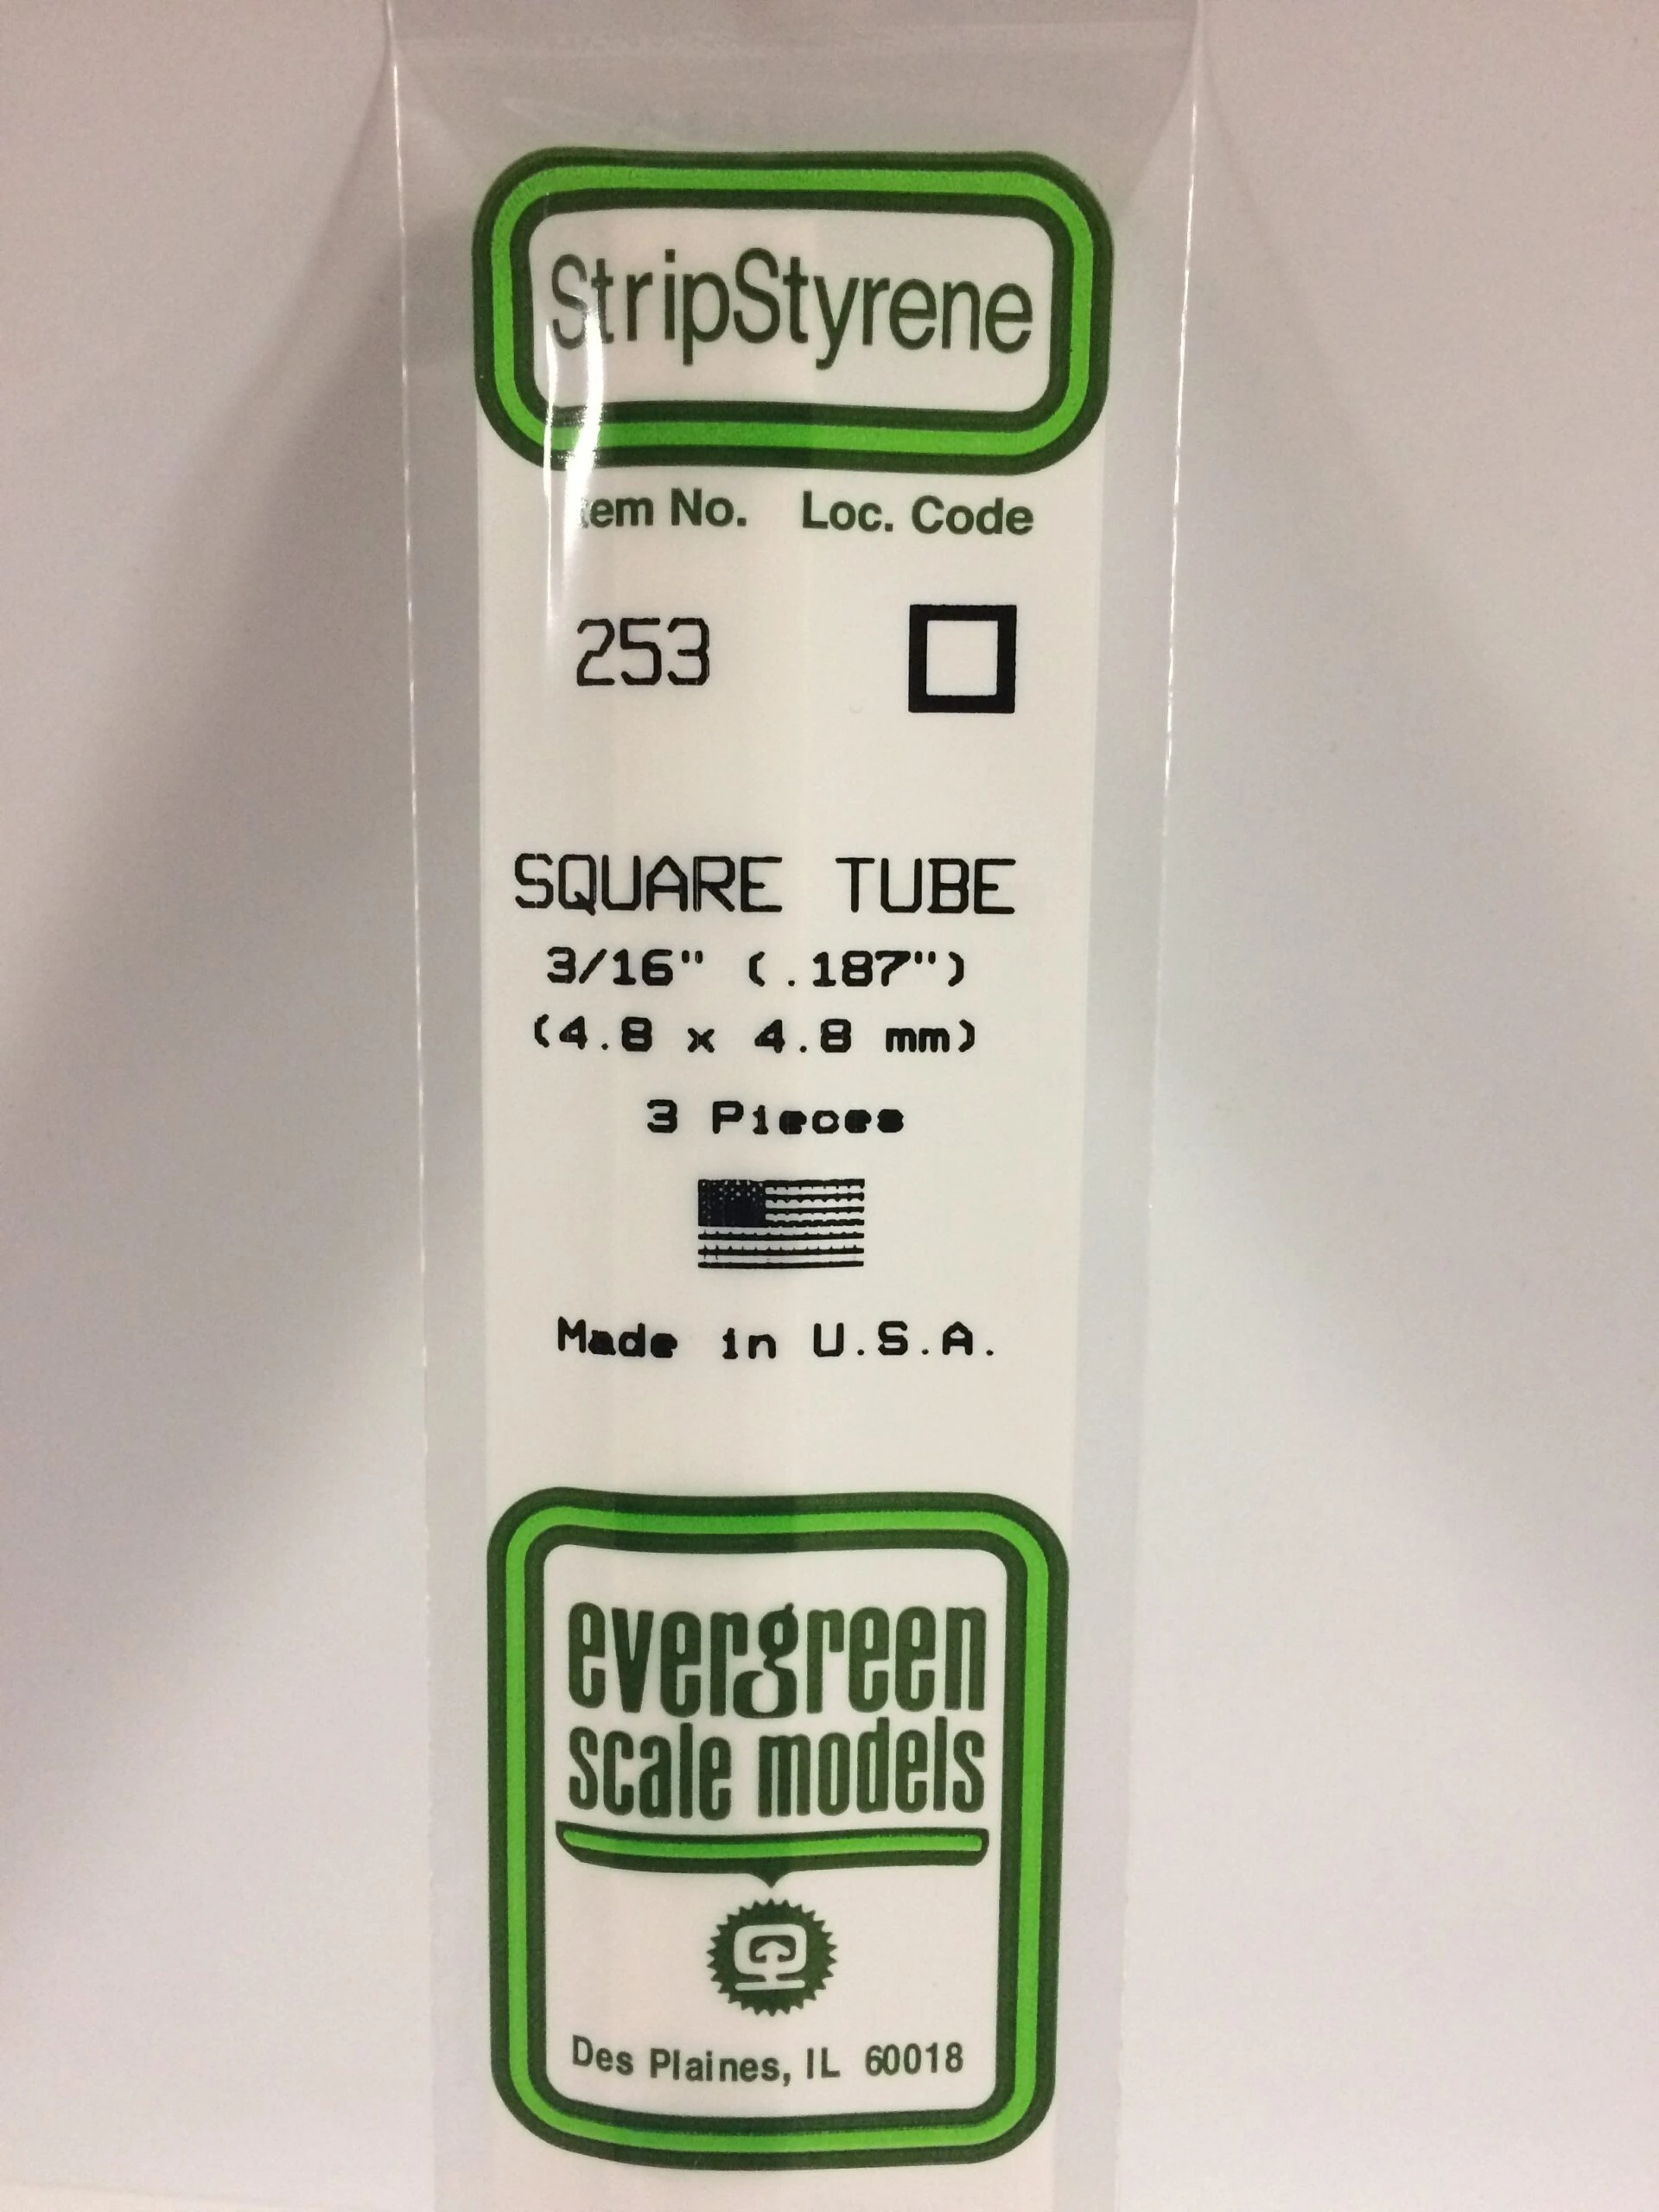 StripStyrene
Item No. Loc. Code
253
SQUARE TUBE
3/16" (.187")
(4.8 x 4.8 mm)
3 Pieces
Made in U.S.A.
evergreen
scale models
Des Plaines, IL 60018